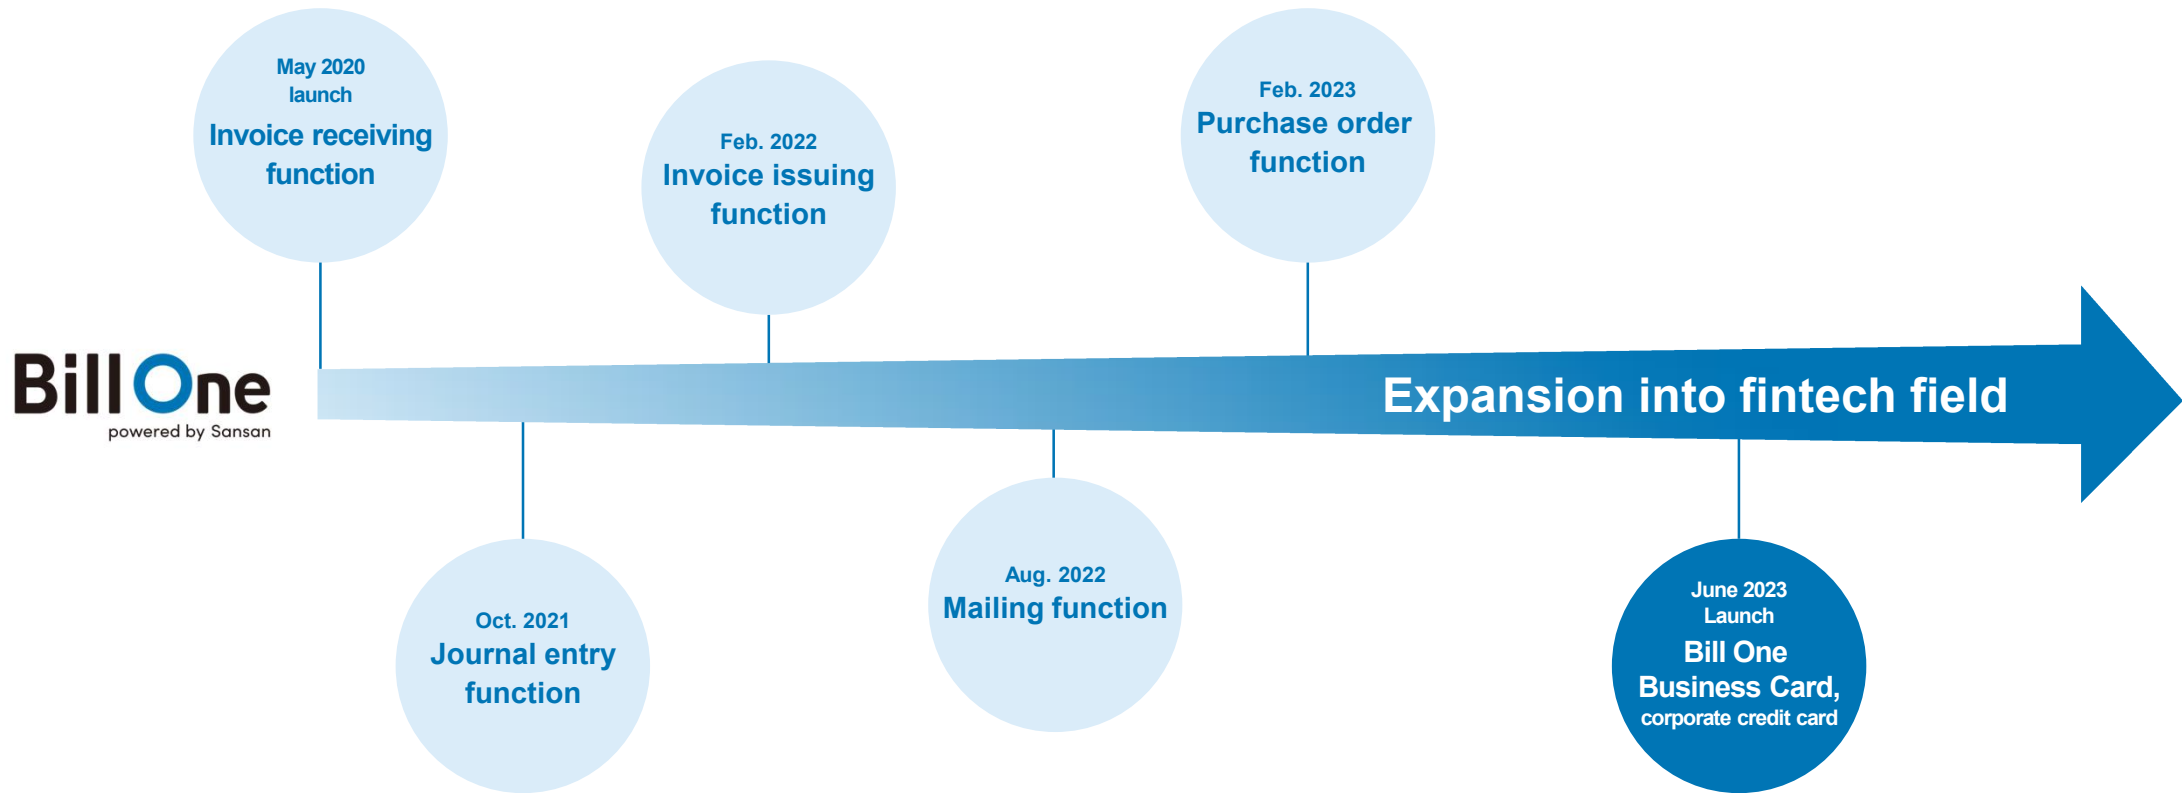 May 2020
launch
Invoice receiving
function
Feb. 2022
Invoice issuing
function
Feb. 2023
Purchase order
function
Bill One
powered by Sansan
Expansion into fintech field
Oct. 2021
Journal entry
function
Aug. 2022
Mailing function
June 2023
Launch
Bill One
Business Card,
corporate credit card